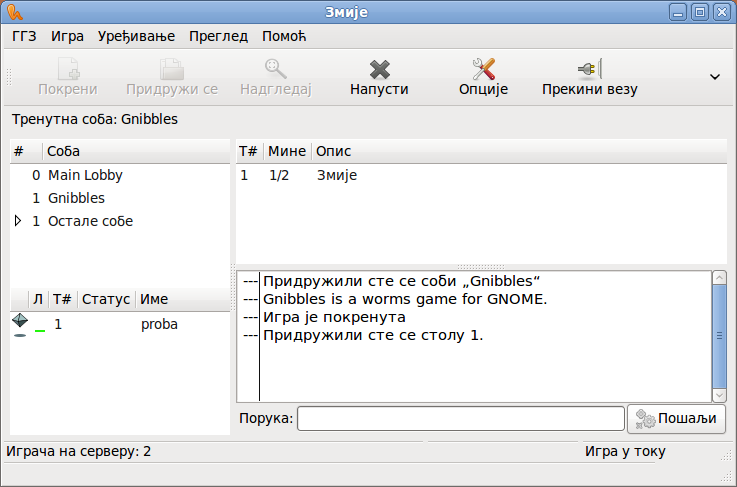 Змије
ГГЗ Игра Уређивање Преглед Помоћ
Покрени Придружи се Надгледај Напусти Опције Прекини везу
Тренутна соба: Gnibbles
# Соба
0 Main Lobby
1 Gnibbles
1 Остале собе
T# Мине Опис
1 1/2 Змије
Л Т# Статус Име
1 proba
--- Придружили сте се соби „Gnibbles“
--- Gnibbles is a worms game for GNOME.
--- Игра је покренута
--- Придружили сте се столу 1.
Порука: Пошаљи
Играча на серверу: 2 Игра у току